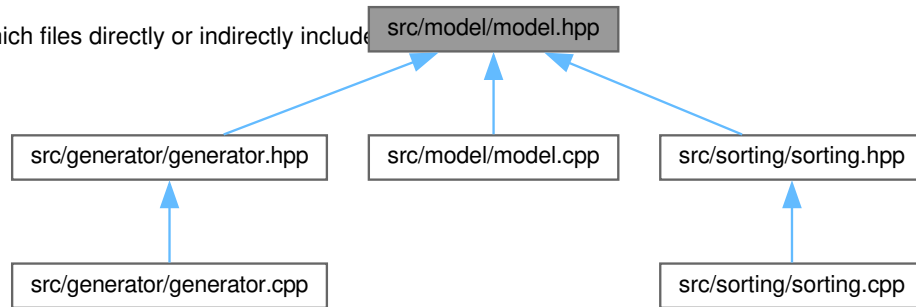 src/model/model.hpp
files directly or indirectly include
src/generator/generator.hpp
src/model/model.cpp
src/sorting/sorting.hpp
src/generator/generator.cpp
src/sorting/sorting.cpp